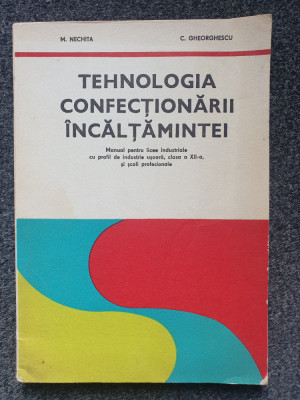 M. NECHITA C. GHEORGHESCU
TEHNOLOGIA
CONFECȚIONĂRII
ÎNCĂLȚĂMINTEI
Manual pentru licee industriale
cu profil de industrie ușoară, clasa a XII-a,
și școli profesionale